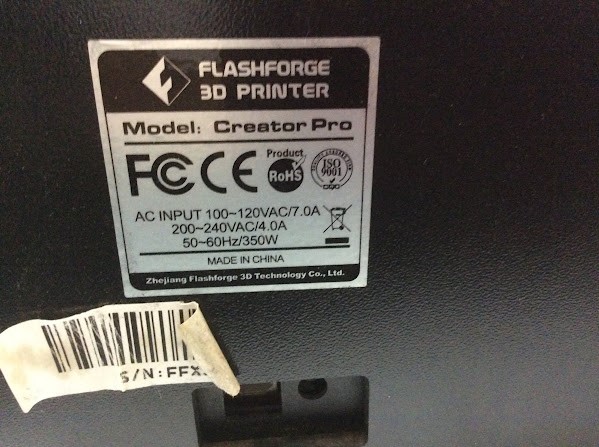 FLASHFORGE
3D PRINTER
Model: Creator Pro
FC CE Product RoHS ISO 9001
AC INPUT 100~120VAC/7.0A
200~240VAC/4.0A
50~60Hz/350W
MADE IN CHINA
Zhejiang Flashforge 3D Technology Co., Ltd.
S/N:FFX